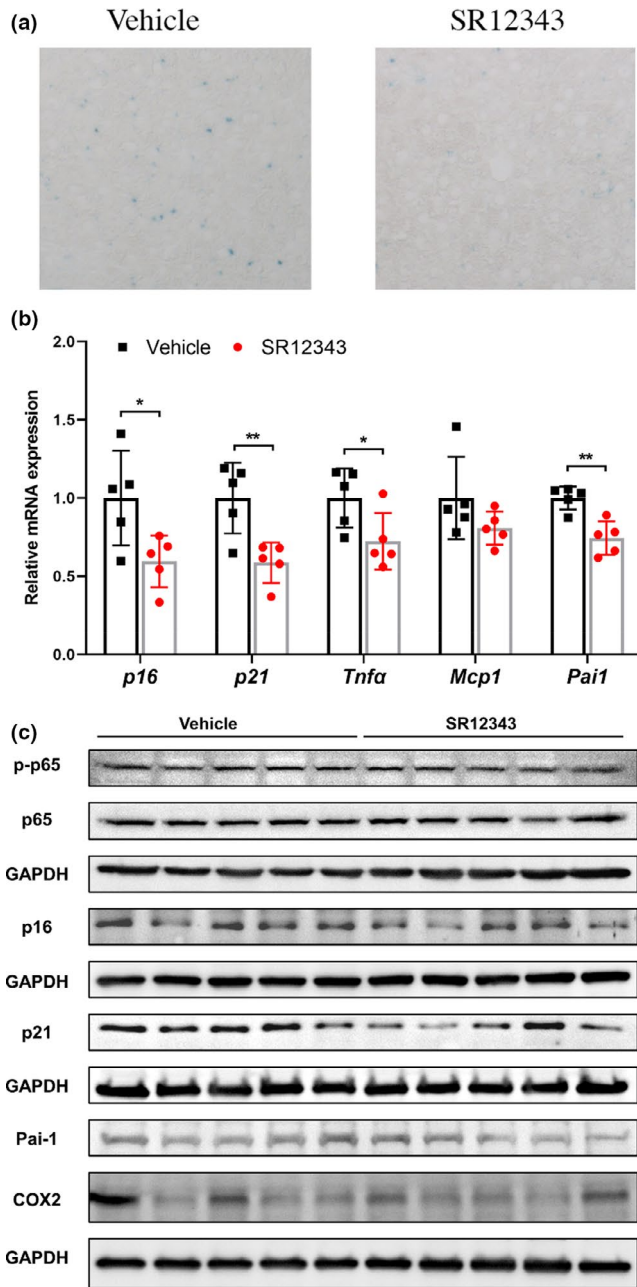 (a) Vehicle SR12343
(b)
2.0
Vehicle SR12343
1.5
1.0
0.5
0.0
Relative mRNA expression
* ** * **
p16 p21 Tnfα Mcp1 Pai1
(c) Vehicle SR12343
p-p65
p65
GAPDH
p16
GAPDH
p21
GAPDH
Pai-1
COX2
GAPDH